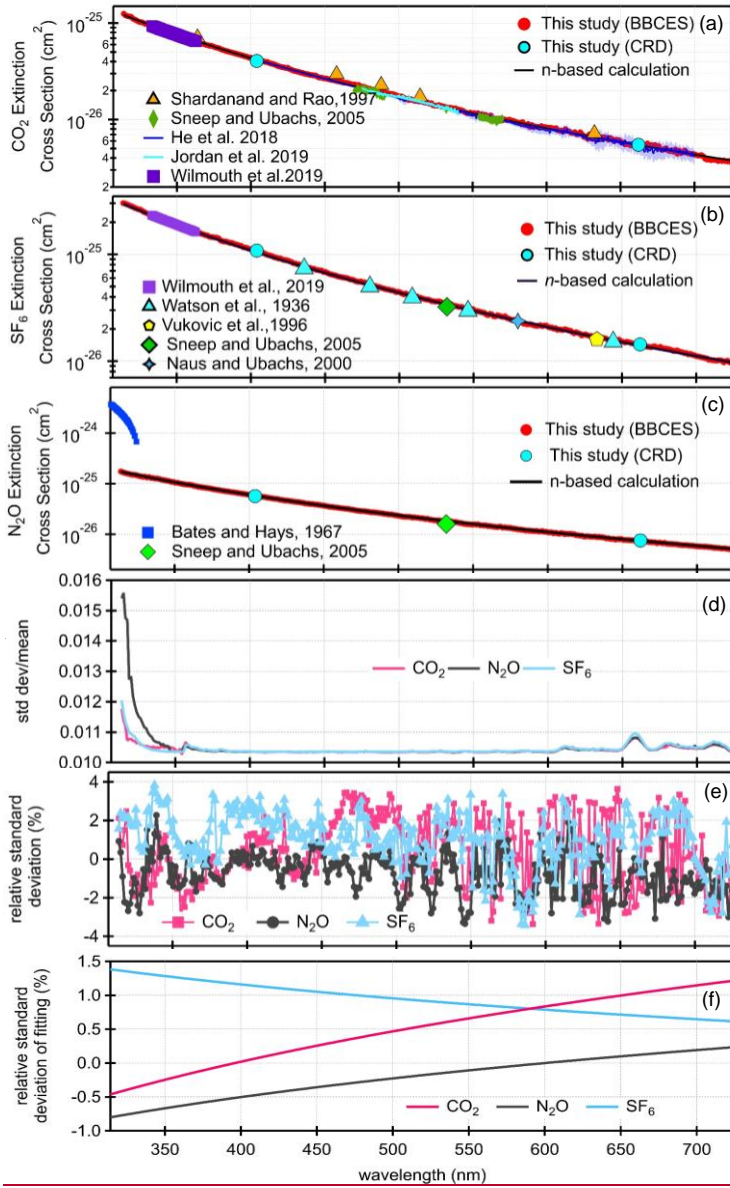 (a)
10⁻²⁵
6
4
2
10⁻²⁶
6
4
2
CO₂ Extinction
Cross Section (cm²)
This study (BBCES)
This study (CRD)
n-based calculation
Shardanand and Rao,1997
Sneep and Ubachs, 2005
He et al. 2018
Jordan et al. 2019
Wilmouth et al.2019
(b)
SF₆ Extinction
Cross Section (cm²)
4
2
10⁻²⁵
6
4
2
10⁻²⁶
This study (BBCES)
This study (CRD)
n-based calculation
Wilmouth et al., 2019
Watson et al., 1936
Vukovic et al.,1996
Sneep and Ubachs, 2005
Naus and Ubachs, 2000
(c)
N₂O Extinction
Cross Section (cm²)
10⁻²⁴
10⁻²⁵
10⁻²⁶
This study (BBCES)
This study (CRD)
n-based calculation
Bates and Hays, 1967
Sneep and Ubachs, 2005
(d)
std dev/mean
0.016
0.015
0.014
0.013
0.012
0.011
0.010
CO₂ N₂O SF₆
(e)
relative standard
deviation (%)
4
2
0
-2
-4
CO₂ N₂O SF₆
(f)
relative standard
deviation of fitting (%)
1.5
1.0
0.5
0.0
-0.5
-1.0
CO₂ N₂O SF₆
350 400 450 500 550 600 650 700
wavelength (nm)